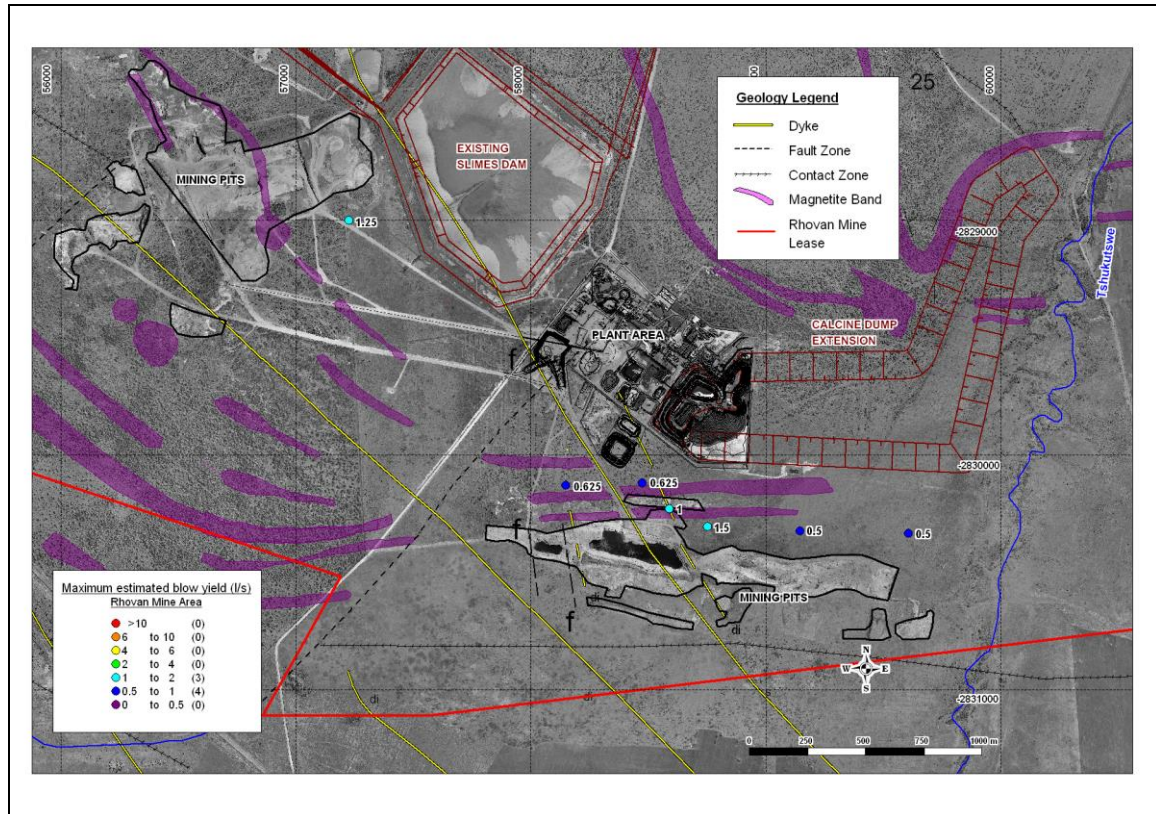 56000
57000
58000
25
60000
Geology Legend
Dyke
Fault Zone
Contact Zone
Magnetite Band
Rhovan Mine
Lease
EXISTING
SLIMES DAM
MINING PITS
1.25
-2829000
Tshukutswe
CALCINE DUMP
EXTENSION
PLANT AREA
f
-2830000
0.625
0.625
1
1.5
0.5
0.5
f
MINING PITS
f
di
di
di
di
N
W E
S
-2831000
0 250 500 750 1000 m
Maximum estimated blow yield (l/s)
Rhovan Mine Area
>10 (0)
6 to 10 (0)
4 to 6 (0)
2 to 4 (0)
1 to 2 (3)
0.5 to 1 (4)
0 to 0.5 (0)